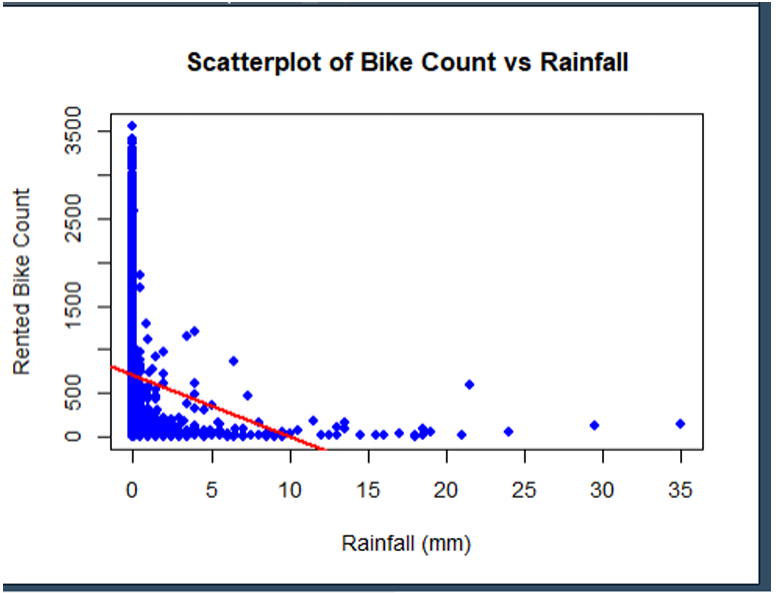 Scatterplot of Bike Count vs Rainfall
Rented Bike Count
3500
2500
1500
500
0
0 5 10 15 20 25 30 35
Rainfall (mm)